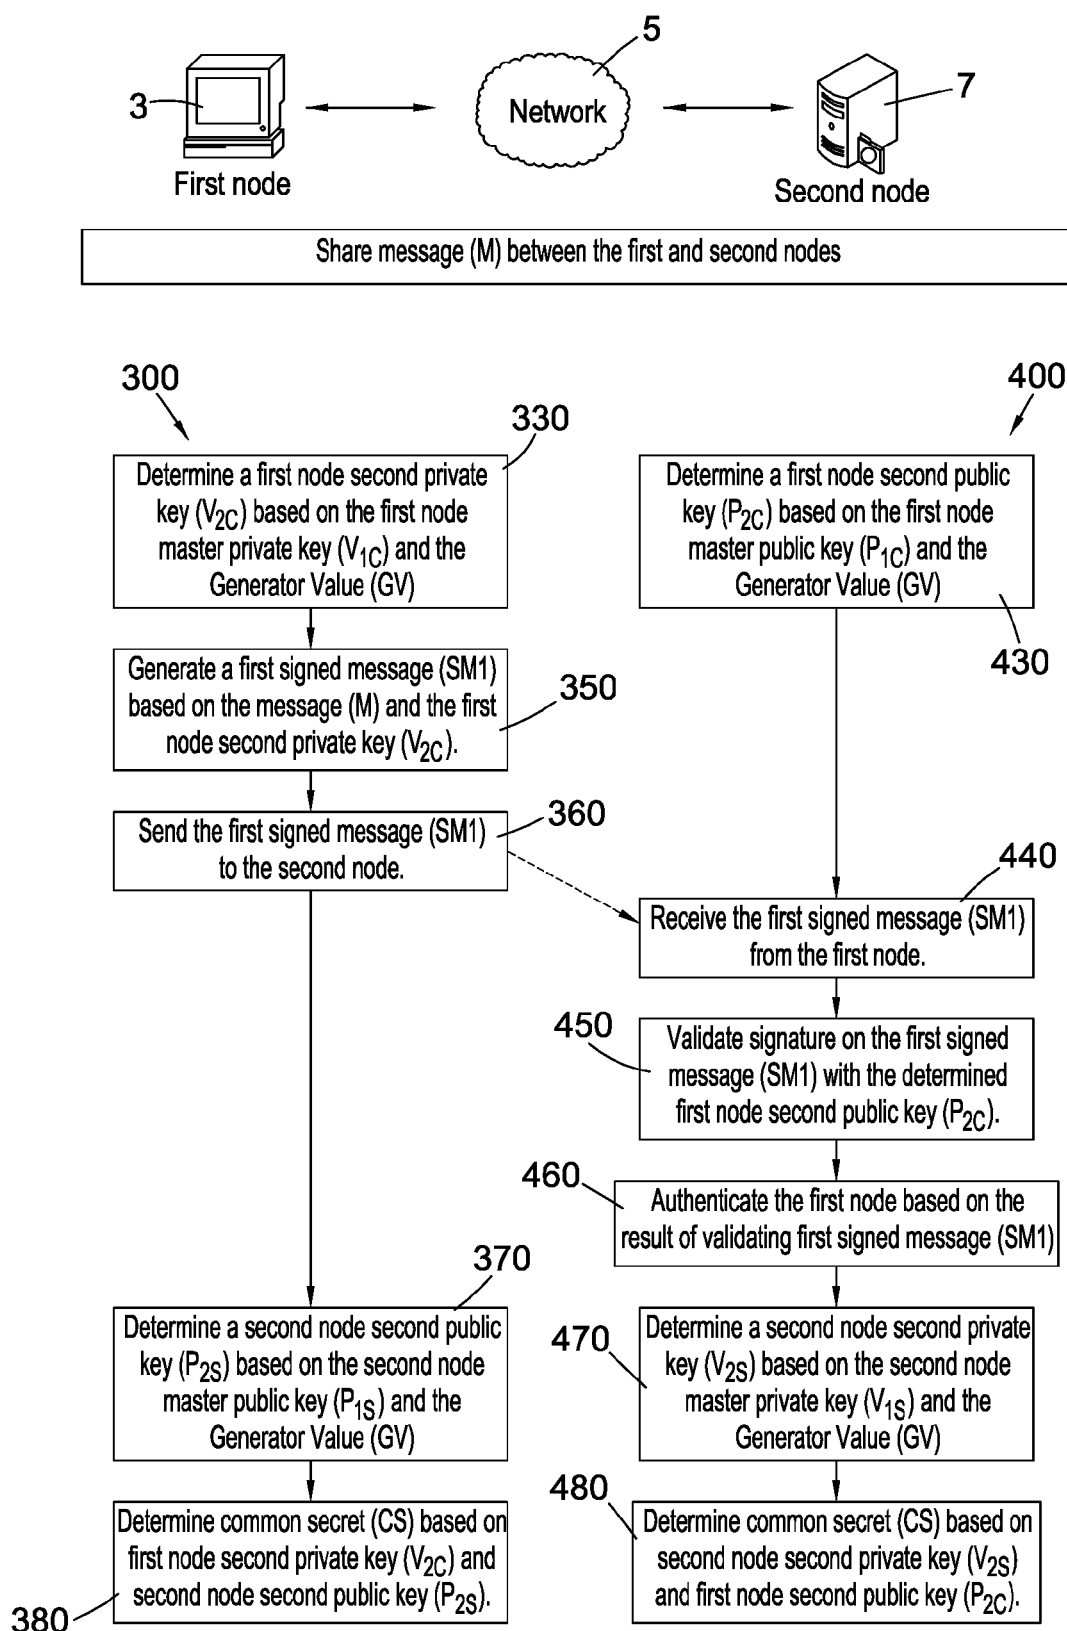 5
3
Network
7
First node
Second node
Share message (M) between the first and second nodes
300
400
330
Determine a first node second private
key (V2C) based on the first node
master private key (V1C) and the
Generator Value (GV)
Determine a first node second public
key (P2C) based on the first node
master public key (P1C) and the
Generator Value (GV)
430
Generate a first signed message (SM1)
based on the message (M) and the first
node second private key (V2C).
350
Send the first signed message (SM1)
to the second node.
360
440
Receive the first signed message (SM1)
from the first node.
450
Validate signature on the first signed
message (SM1) with the determined
first node second public key (P2C).
460
Authenticate the first node based on the
result of validating first signed message (SM1)
370
Determine a second node second public
key (P2S) based on the second node
master public key (P1S) and the
Generator Value (GV)
470
Determine a second node second private
key (V2S) based on the second node
master private key (V1S) and the
Generator Value (GV)
Determine common secret (CS) based on
first node second private key (V2C) and
second node second public key (P2S).
380
480
Determine common secret (CS) based on
second node second private key (V2S)
and first node second public key (P2C).